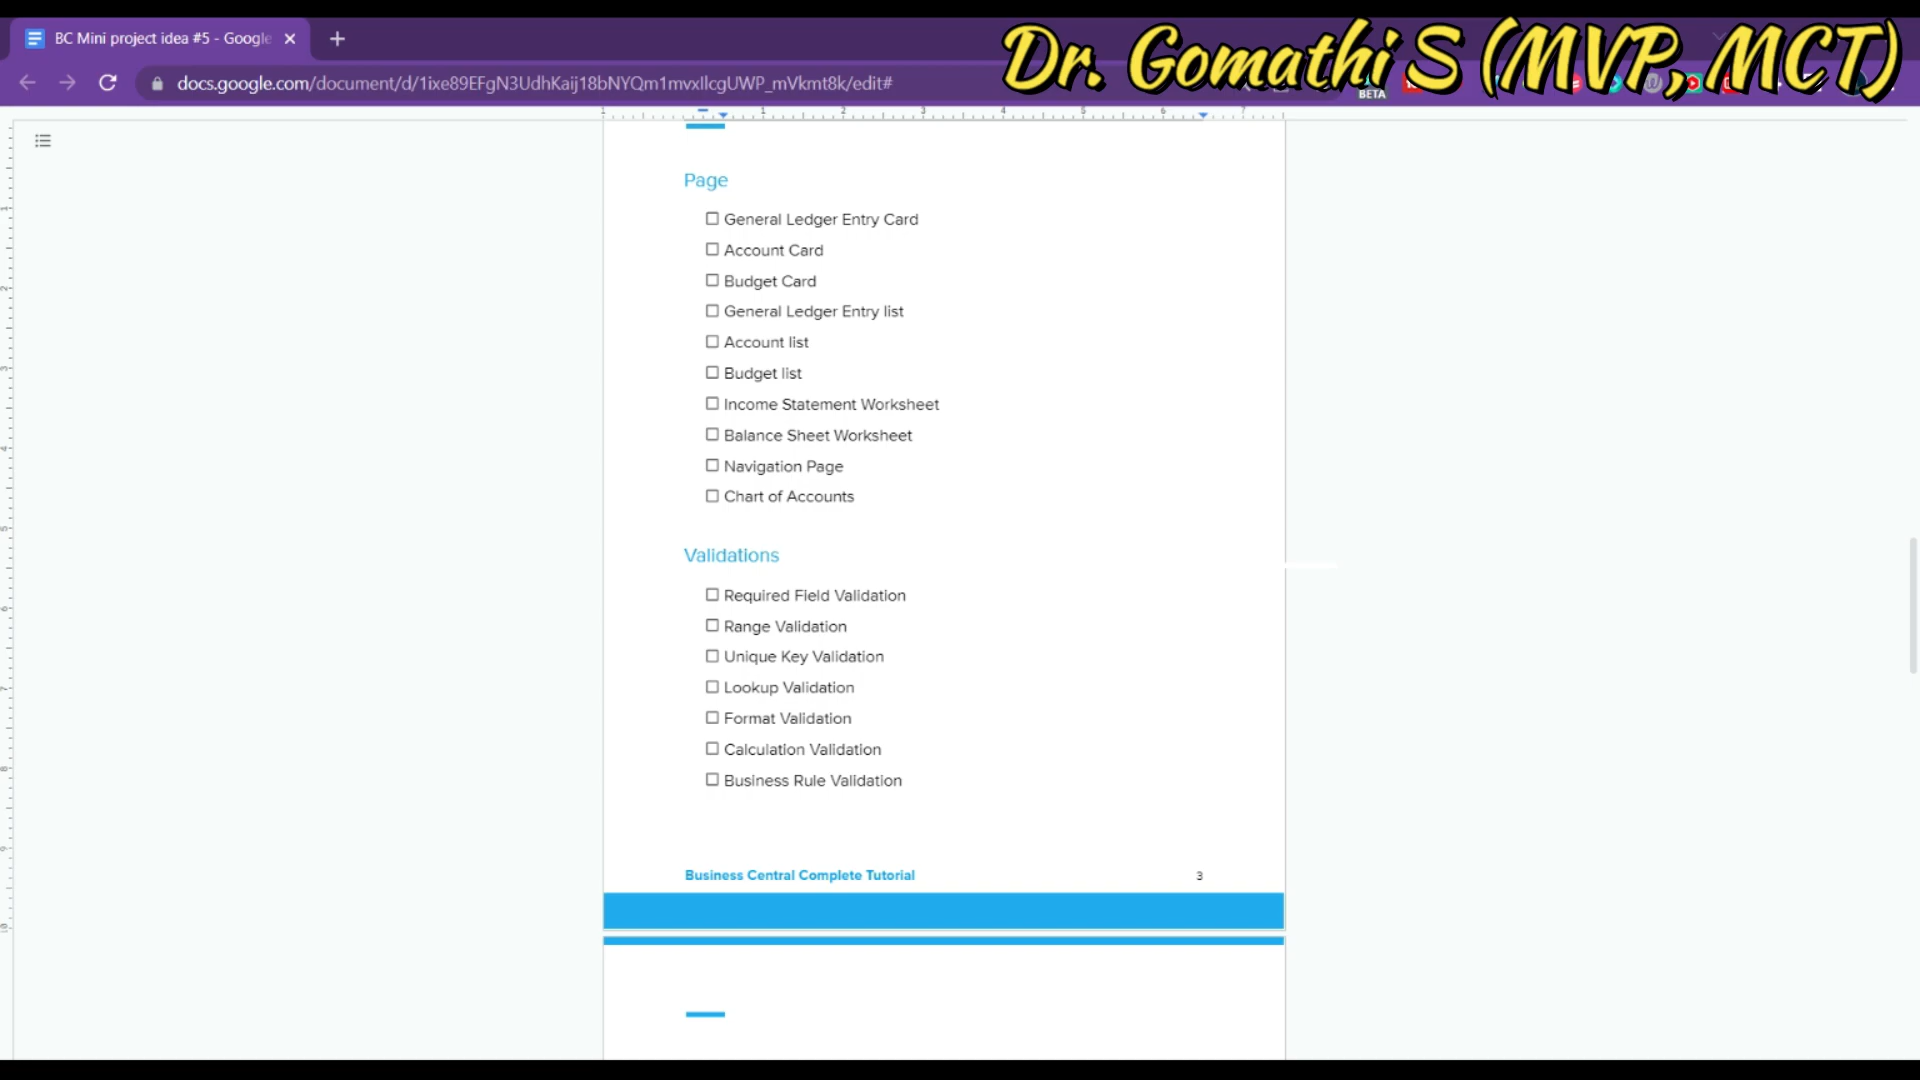 BC Mini project idea #5 - Google
Dr. Gomathi S (MVP, MCT)
docs.google.com/document/d/1ixe89EFgN3UdhKaij18bNYQm1mvxIlcgUWP_mVkmt8k/edit#
BETA
Page
General Ledger Entry Card
Account Card
Budget Card
General Ledger Entry list
Account list
Budget list
Income Statement Worksheet
Balance Sheet Worksheet
Navigation Page
Chart of Accounts
Validations
Required Field Validation
Range Validation
Unique Key Validation
Lookup Validation
Format Validation
Calculation Validation
Business Rule Validation
Business Central Complete Tutorial 3